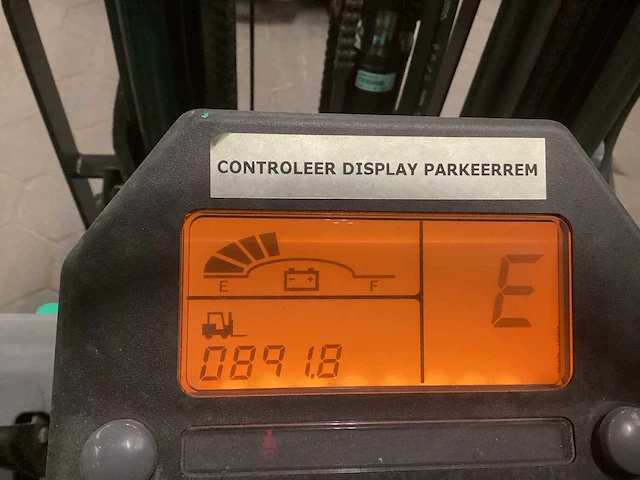 CONTROLEER DISPLAY PARKEERREM
E F
E
0891.8